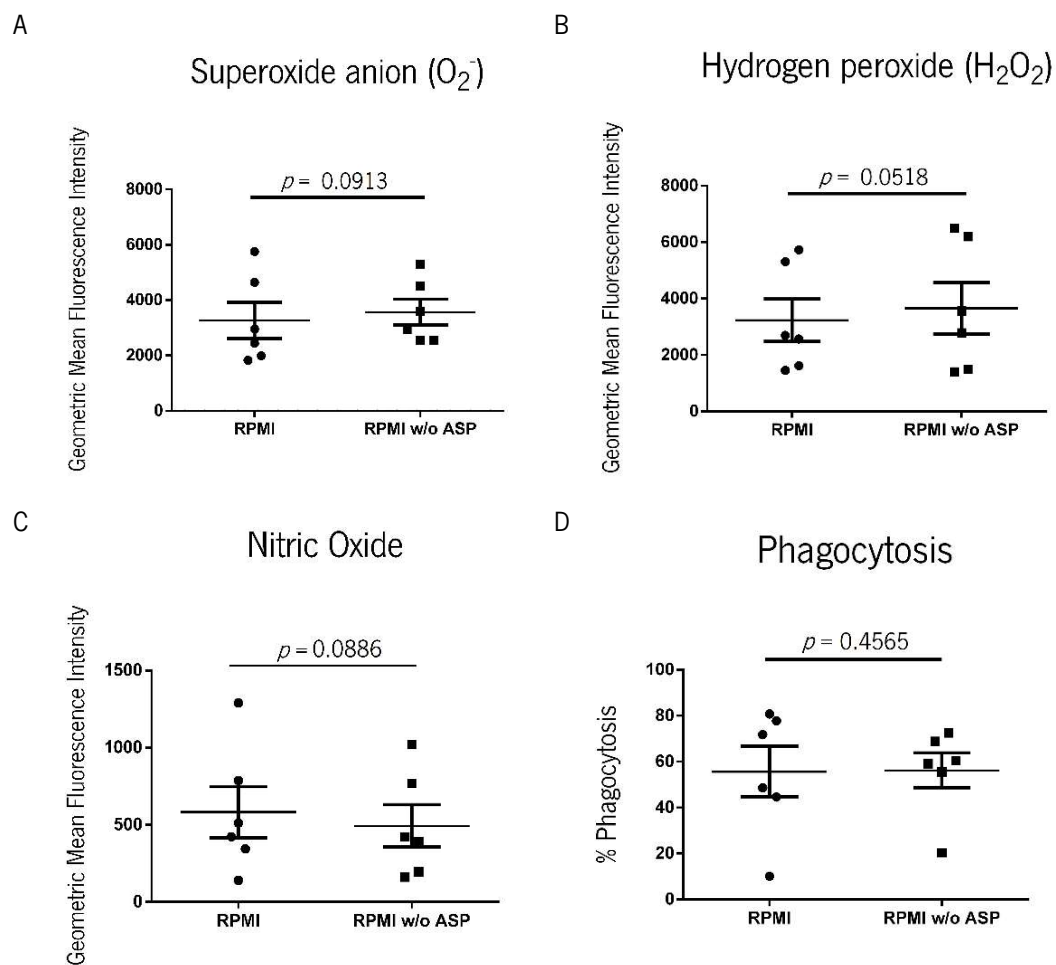 A
Superoxide anion (O₂⁻)
Geometric Mean Fluorescence Intensity
p = 0.0913
8000
6000
4000
2000
0
RPMI
RPMI w/o ASP
B
Hydrogen peroxide (H₂O₂)
Geometric Mean Fluorescence Intensity
p = 0.0518
8000
6000
4000
2000
0
RPMI
RPMI w/o ASP
C
Nitric Oxide
Geometric Mean Fluorescence Intensity
p = 0.0886
1500
1000
500
0
RPMI
RPMI w/o ASP
D
Phagocytosis
% Phagocytosis
p = 0.4565
100
80
60
40
20
0
RPMI
RPMI w/o ASP